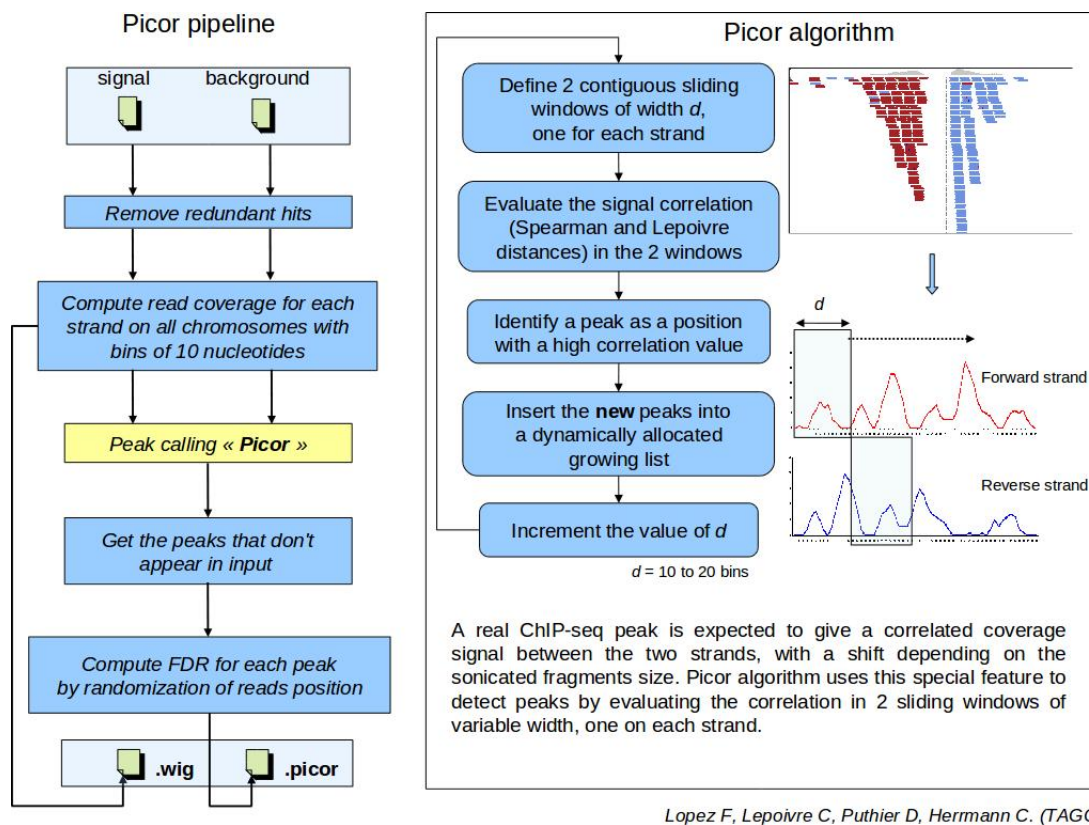 Picor pipeline
signal
background
Remove redundant hits
Compute read coverage for each
strand on all chromosomes with
bins of 10 nucleotides
Peak calling « Picor »
Get the peaks that don't
appear in input
Compute FDR for each peak
by randomization of reads position
.wig
.picor
Picor algorithm
Define 2 contiguous sliding
windows of width d,
one for each strand
Evaluate the signal correlation
(Spearman and Lepoivre
distances) in the 2 windows
Identify a peak as a position
with a high correlation value
Insert the new peaks into
a dynamically allocated
growing list
Increment the value of d
d = 10 to 20 bins
d
Forward strand
Reverse strand
A real ChIP-seq peak is expected to give a correlated coverage
signal between the two strands, with a shift depending on the
sonicated fragments size. Picor algorithm uses this special feature to
detect peaks by evaluating the correlation in 2 sliding windows of
variable width, one on each strand.
Lopez F, Lepoivre C, Puthier D, Herrmann C. (TAGC